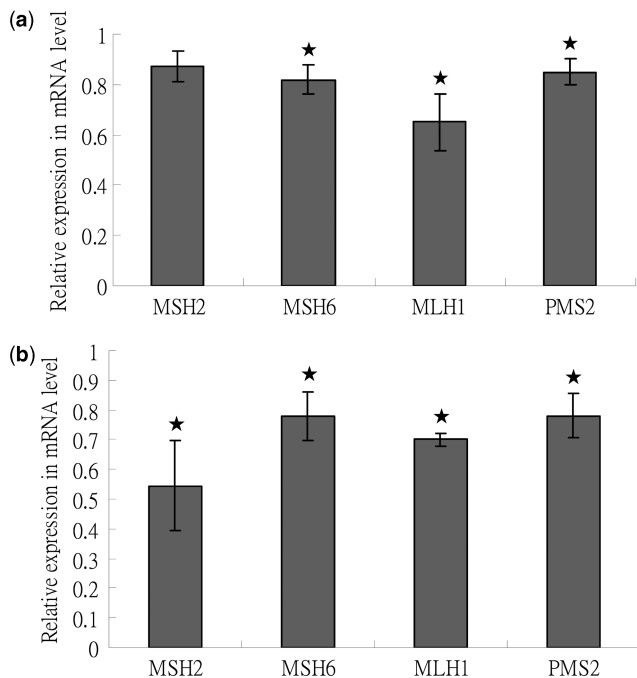 (a)
Relative expression in mRNA level
1
0.8
0.6
0.4
0.2
0
MSH2 MSH6 MLH1 PMS2
(b)
Relative expression in mRNA level
1
0.9
0.8
0.7
0.6
0.5
0.4
0.3
0.2
0.1
0
MSH2 MSH6 MLH1 PMS2